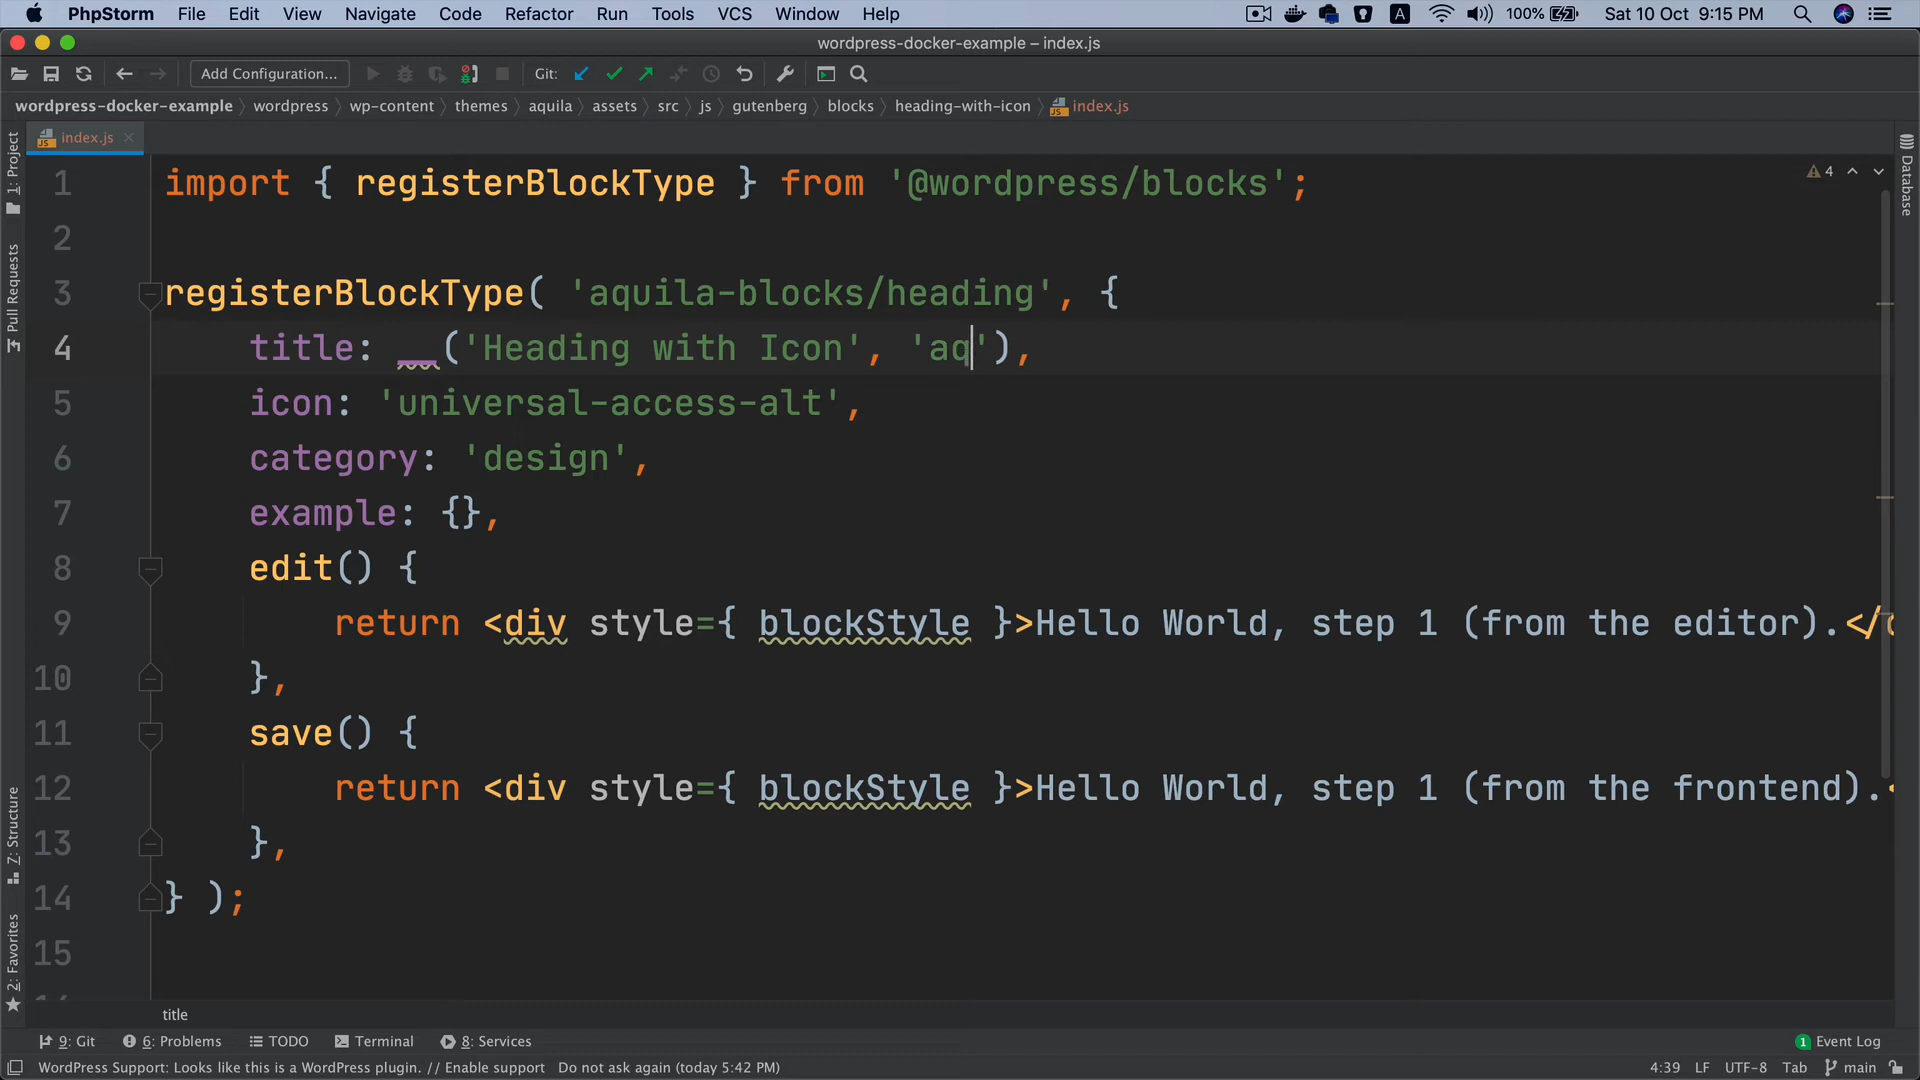 PhpStorm File Edit View Navigate Code Refactor Run Tools VCS Window Help A 100% Sat 10 Oct 9:15 PM
wordpress-docker-example – index.js
Add Configuration... Git:
wordpress-docker-example wordpress wp-content themes aquila assets src js gutenberg blocks heading-with-icon index.js
index.js
1: Project
Pull Requests
7: Structure
2: Favorites
Database
4
1 import { registerBlockType } from '@wordpress/blocks';
2
3 registerBlockType( 'aquila-blocks/heading', {
4 title: __('Heading with Icon', 'aq'),
5 icon: 'universal-access-alt',
6 category: 'design',
7 example: {},
8 edit() {
9 return <div style={ blockStyle }>Hello World, step 1 (from the editor).</
10 },
11 save() {
12 return <div style={ blockStyle }>Hello World, step 1 (from the frontend).<
13 },
14 } );
15
title
9: Git 6: Problems TODO Terminal 8: Services 1 Event Log
WordPress Support: Looks like this is a WordPress plugin. // Enable support Do not ask again (today 5:42 PM) 4:39 LF UTF-8 Tab main